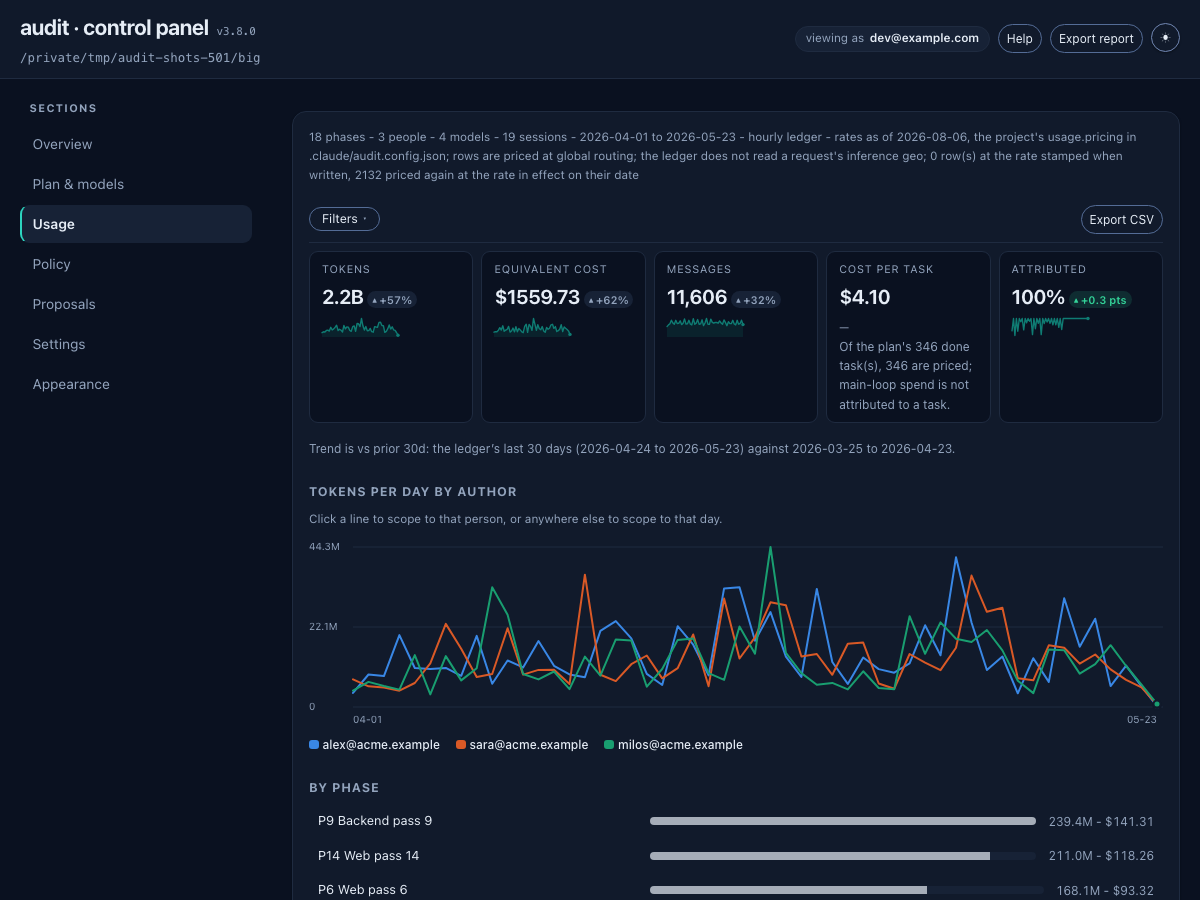 audit · control panel v3.8.0
/private/tmp/audit-shots-501/big
viewing as dev@example.com
Help
Export report
SECTIONS
Overview
Plan & models
Usage
Policy
Proposals
Settings
Appearance
18 phases - 3 people - 4 models - 19 sessions - 2026-04-01 to 2026-05-23 - hourly ledger - rates as of 2026-08-06, the project's usage.pricing in
.claude/audit.config.json; rows are priced at global routing; the ledger does not read a request's inference geo; 0 row(s) at the rate stamped when
written, 2132 priced again at the rate in effect on their date
Filters ·
Export CSV
TOKENS
2.2B ▲+57%
EQUIVALENT COST
$1559.73 ▲+62%
MESSAGES
11,606 ▲+32%
COST PER TASK
$4.10
—
Of the plan's 346 done
task(s), 346 are priced;
main-loop spend is not
attributed to a task.
ATTRIBUTED
100% ▲+0.3 pts
Trend is vs prior 30d: the ledger's last 30 days (2026-04-24 to 2026-05-23) against 2026-03-25 to 2026-04-23.
TOKENS PER DAY BY AUTHOR
Click a line to scope to that person, or anywhere else to scope to that day.
44.3M
22.1M
0
04-01
05-23
alex@acme.example
sara@acme.example
milos@acme.example
BY PHASE
P9 Backend pass 9
239.4M - $141.31
P14 Web pass 14
211.0M - $118.26
P6 Web pass 6
168.1M - $93.32